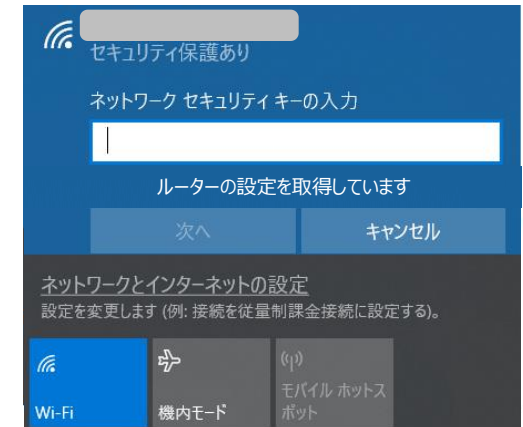 セキュリティ保護あり
ネットワーク セキュリティ キーの入力
ルーターの設定を取得しています
次へ
キャンセル
ネットワークとインターネットの設定
設定を変更します (例: 接続を従量制課金接続に設定する)。
Wi-Fi
機内モード
モバイル ホットス
ポット